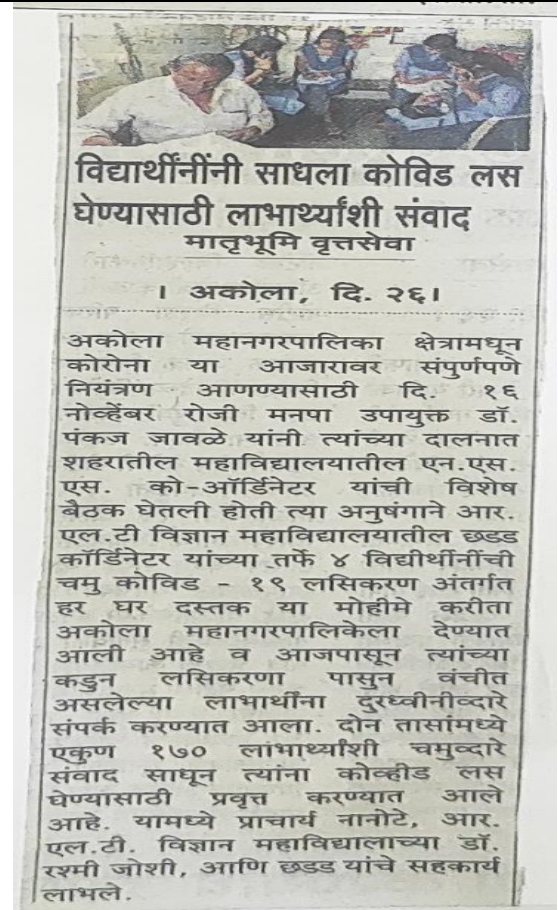 विद्यार्थीनींनी साधला कोविड लस
घेण्यासाठी लाभार्थ्यांशी संवाद
मातृभूमि वृत्तसेवा
। अकोला, दि. २६।
अकोला महानगरपालिका क्षेत्रामधून
कोरोना या आजारावर संपुर्णपणे
नियंत्रण आणण्यासाठी दि. १६
नोव्हेंबर रोजी मनपा उपायुक्त डॉ.
पंकज जावळे यांनी त्यांच्या दालनात
शहरातील महाविद्यालयातील एन.एस.
एस. को-ऑर्डिनेटर यांची विशेष
बैठक घेतली होती त्या अनुषंगाने आर.
एल.टी विज्ञान महाविद्यालयातील छडड
कॉर्डिनेटर यांच्या तर्फे ४ विद्यीर्थीनींची
चमु कोविड - १९ लसिकरण अंतर्गत
हर घर दस्तक या मोहीमे करीता
अकोला महानगरपालिकेला देण्यात
आली आहे व आजपासून त्यांच्या
कडुन लसिकरणा पासुन वंचीत
असलेल्या लाभार्थींना दुरध्वीनीव्दारे
संपर्क करण्यात आला. दोन तासांमध्ये
एकुण १७० लांभार्थ्यांशी चमुव्दारे
संवाद साधून त्यांना कोव्हीड लस
घेण्यासाठी प्रवृत्त करण्यात आले
आहे. यामध्ये प्राचार्य नानोटे, आर.
एल.टी. विज्ञान महाविद्यालाच्या डॉ.
रश्मी जोशी, आणि छडड यांचे सहकार्य
लाभले.